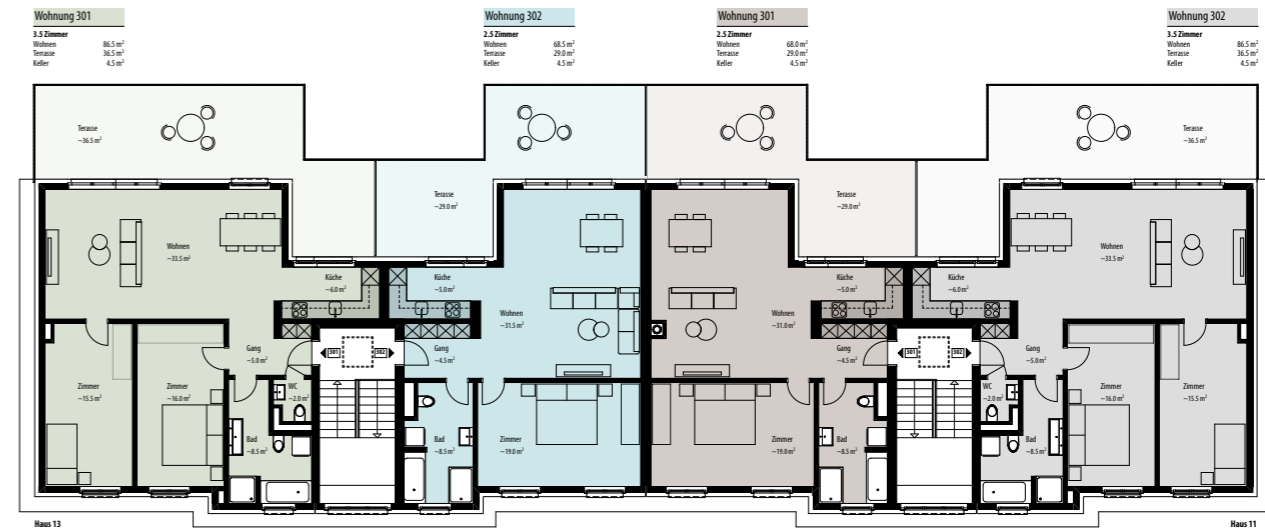 Wohnung 301
3.5 Zimmer
Wohnen 86.5 m²
Terrasse 36.5 m²
Keller 4.5 m²
Wohnung 302
2.5 Zimmer
Wohnen 68.5 m²
Terrasse 29.0 m²
Keller 4.5 m²
Wohnung 301
2.5 Zimmer
Wohnen 68.0 m²
Terrasse 29.0 m²
Keller 4.5 m²
Wohnung 302
3.5 Zimmer
Wohnen 86.5 m²
Terrasse 36.5 m²
Keller 4.5 m²
Terasse
~36.5 m²
Terasse
~29.0 m²
Terasse
~29.0 m²
Terasse
~36.5 m²
Wohnen
~33.5 m²
Küche
~6.0 m²
Küche
~5.0 m²
Wohnen
~31.5 m²
Wohnen
~31.0 m²
Küche
~5.0 m²
Küche
~6.0 m²
Wohnen
~33.5 m²
Gang
~5.0 m²
301
302
Gang
~4.5 m²
Gang
~4.5 m²
301
302
Gang
~5.0 m²
Zimmer
~15.5 m²
Zimmer
~16.0 m²
WC
~2.0 m²
Bad
~8.5 m²
Bad
~8.5 m²
Zimmer
~19.0 m²
Zimmer
~19.0 m²
Bad
~8.5 m²
WC
~2.0 m²
Bad
~8.5 m²
Zimmer
~16.0 m²
Zimmer
~15.5 m²
Haus 13
Haus 11